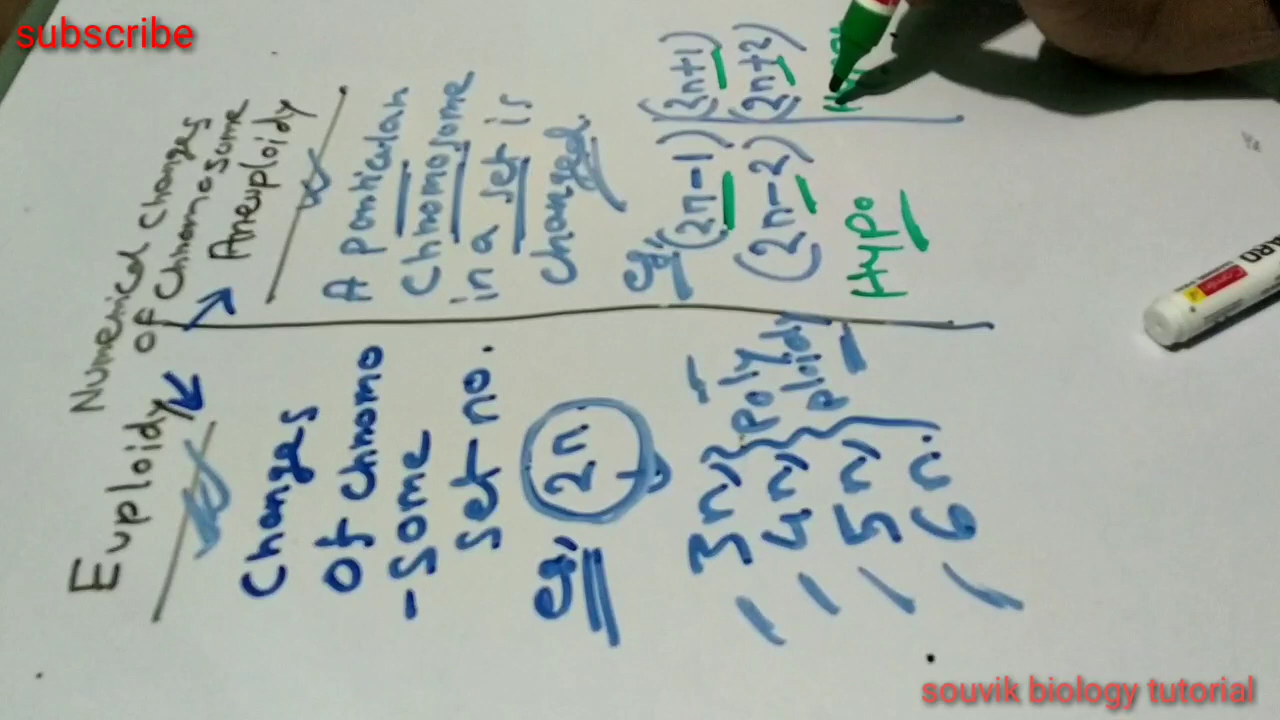 subscribe
Numerical changes
of Chromosome
Euploidy
Changes
of chromo
-some
set no.
eg, 2n
3n
4n
5n
6n.
Poly
ploidy
Aneuploidy
A particular
Chromosome
in a set is
changed.
eg, (2n-1) (2n+1)
(2n-2) (2n+2)
Hypo
souvik biology tutorial